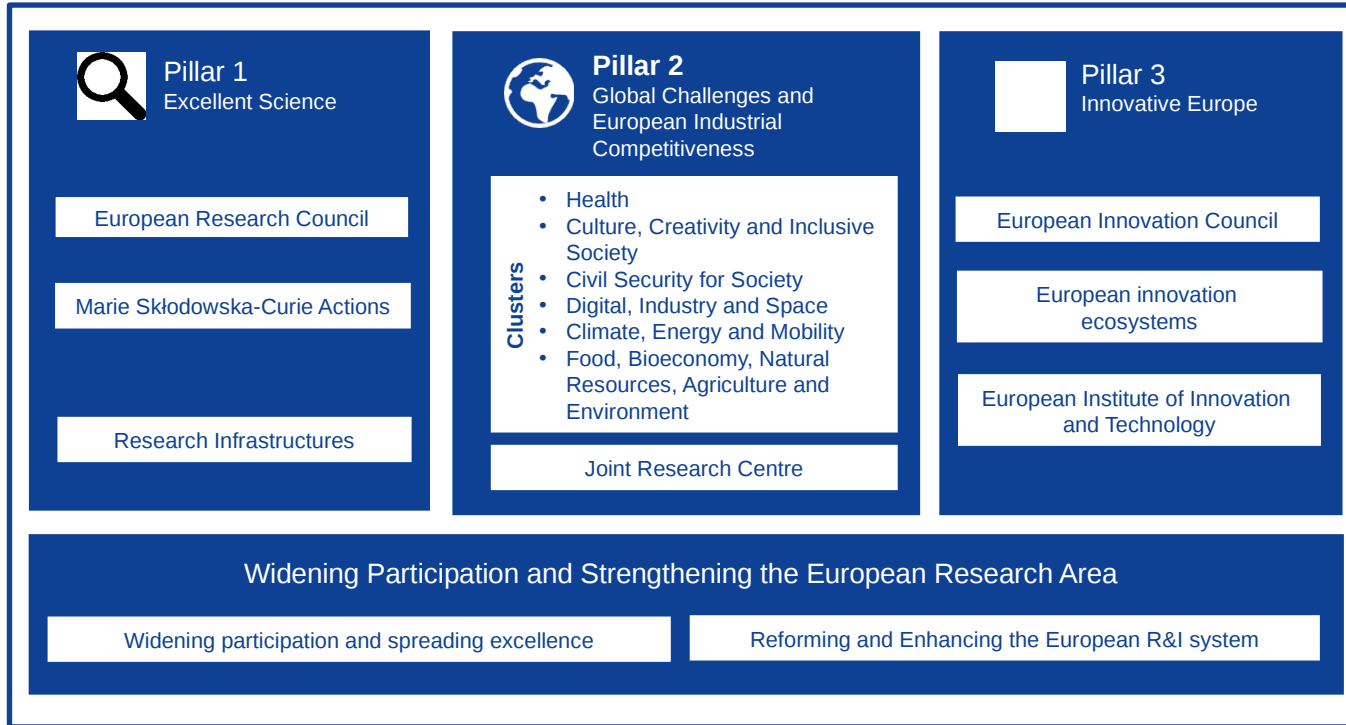 Pillar 1
Excellent Science
European Research Council
Marie Skłodowska-Curie Actions
Research Infrastructures
Pillar 2
Global Challenges and
European Industrial
Competitiveness
Clusters
• Health
• Culture, Creativity and Inclusive
Society
• Civil Security for Society
• Digital, Industry and Space
• Climate, Energy and Mobility
• Food, Bioeconomy, Natural
Resources, Agriculture and
Environment
Joint Research Centre
Pillar 3
Innovative Europe
European Innovation Council
European innovation
ecosystems
European Institute of Innovation
and Technology
Widening Participation and Strengthening the European Research Area
Widening participation and spreading excellence
Reforming and Enhancing the European R&I system